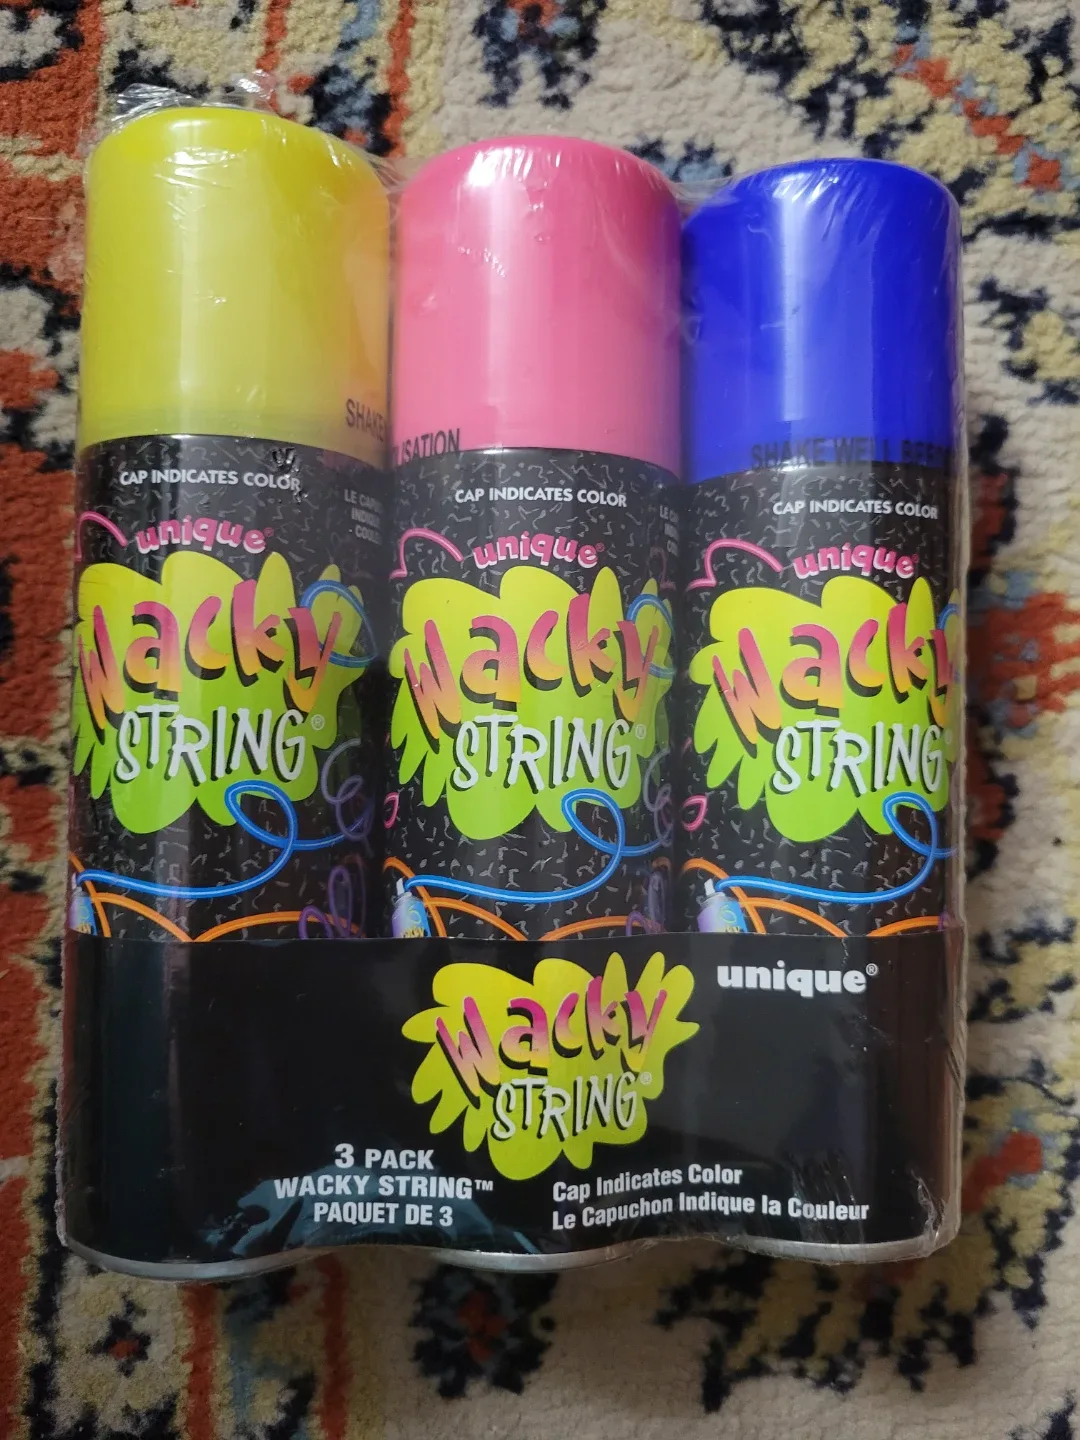 SHAKE
CAP INDICATES COLOR
INDIQ
unique®
Wacky
STRING®
CAP INDICATES COLOR
unique®
Wacky
STRING®
SHAKE WELL
CAP INDICATES COLOR
unique®
Wacky
STRING
Wacky
STRING®
unique®
3 PACK
WACKY STRING™
PAQUET DE 3
Cap Indicates Color
Le Capuchon Indique la Couleur